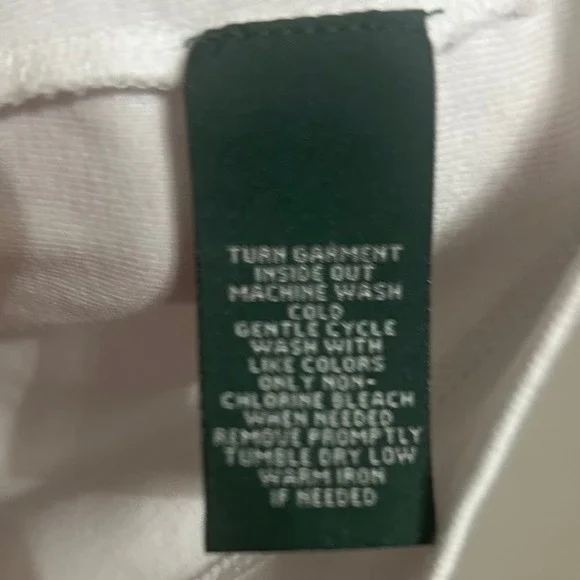 TURN GARMENT
INSIDE OUT
MACHINE WASH
COLD
GENTLE CYCLE
WASH WITH
LIKE COLORS
ONLY NON-
CHLORINE BLEACH
WHEN NEEDED
REMOVE PROMPTLY
TUMBLE DRY LOW
WARM IRON
IF NEEDED